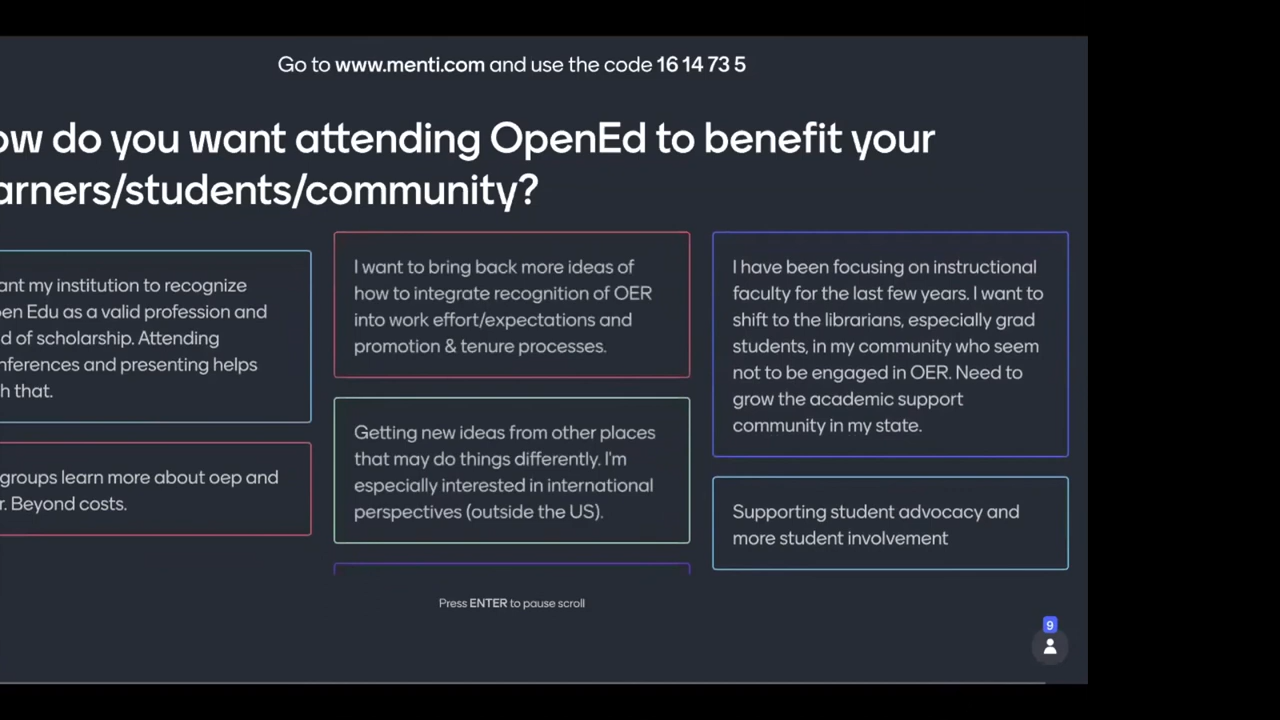 Go to www.menti.com and use the code 16 14 73 5
ow do you want attending OpenEd to benefit your
arners/students/community?
ant my institution to recognize
pen Edu as a valid profession and
d of scholarship. Attending
nferences and presenting helps
h that.
groups learn more about oep and
r. Beyond costs.
I want to bring back more ideas of
how to integrate recognition of OER
into work effort/expectations and
promotion & tenure processes.
Getting new ideas from other places
that may do things differently. I'm
especially interested in international
perspectives (outside the US).
I have been focusing on instructional
faculty for the last few years. I want to
shift to the librarians, especially grad
students, in my community who seem
not to be engaged in OER. Need to
grow the academic support
community in my state.
Supporting student advocacy and
more student involvement
Press ENTER to pause scroll
9